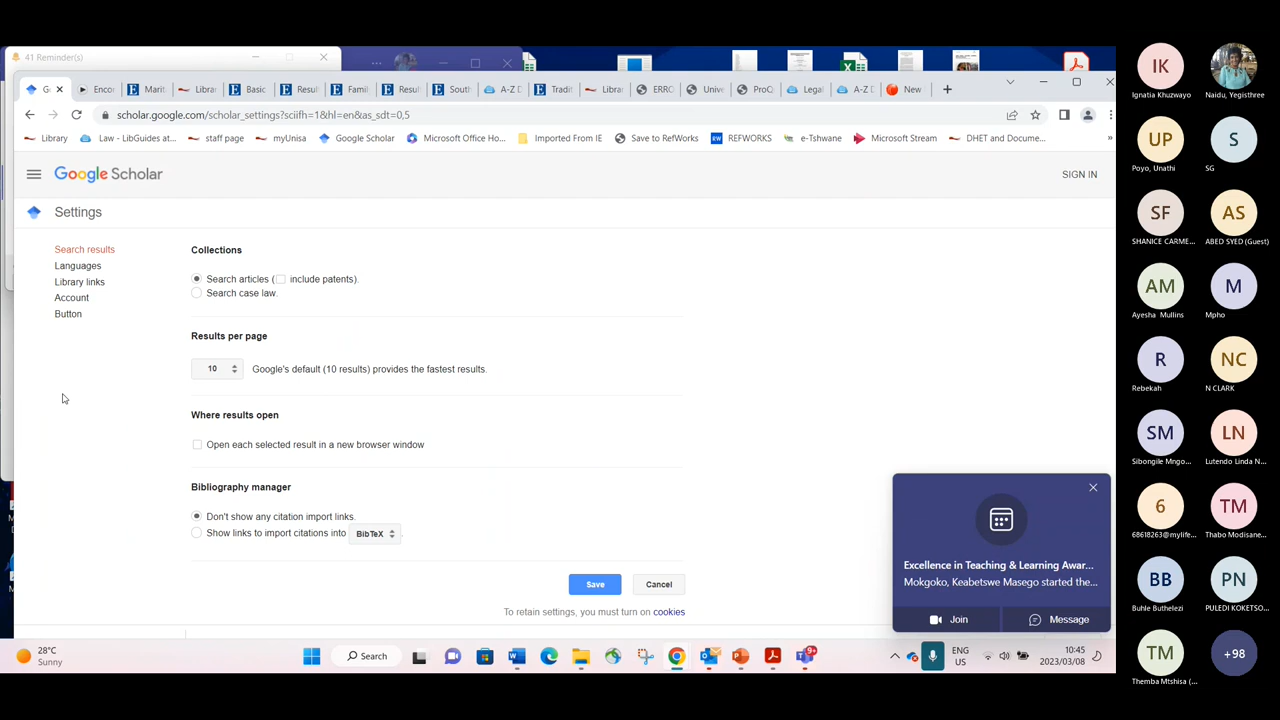 41 Reminder(s)
G
Enco
Marit
Libra
Basic
Resul
Famil
Resul
South
A-Z D
Tradit
Libra
ERRC
Unive
ProQ
Legal
A-Z D
New
scholar.google.com/scholar_settings?sciifh=1&hl=en&as_sdt=0,5
Library
Law - LibGuides at...
staff page
myUnisa
Google Scholar
Microsoft Office Ho...
Imported From IE
Save to RefWorks
RW REFWORKS
e-Tshwane
Microsoft Stream
DHET and Docume...
Google Scholar
SIGN IN
Settings
Search results
Languages
Library links
Account
Button
Collections
Search articles ( include patents).
Search case law.
Results per page
10 Google's default (10 results) provides the fastest results.
Where results open
Open each selected result in a new browser window
Bibliography manager
Don't show any citation import links.
Show links to import citations into BibTeX .
Save
Cancel
To retain settings, you must turn on cookies
Excellence in Teaching & Learning Awar...
Mokgoko, Keabetswe Masego started the...
Join
Message
28°C
Sunny
Search
9+
ENG
US
10:45
2023/03/08
IK
Ignatia Khuzwayo
Naidu, Yegisthree
UP
Poyo, Unathi
S
SG
SF
SHANICE CARME...
AS
ABED SYED (Guest)
AM
Ayesha Mullins
M
Mpho
R
Rebekah
NC
N CLARK
SM
Sibongile Mngo...
LN
Lutendo Linda N...
6
68618263@mylife...
TM
Thabo Modisane...
BB
Buhle Buthelezi
PN
PULEDI KOKETSO...
TM
Themba Mtshisa (...
+98